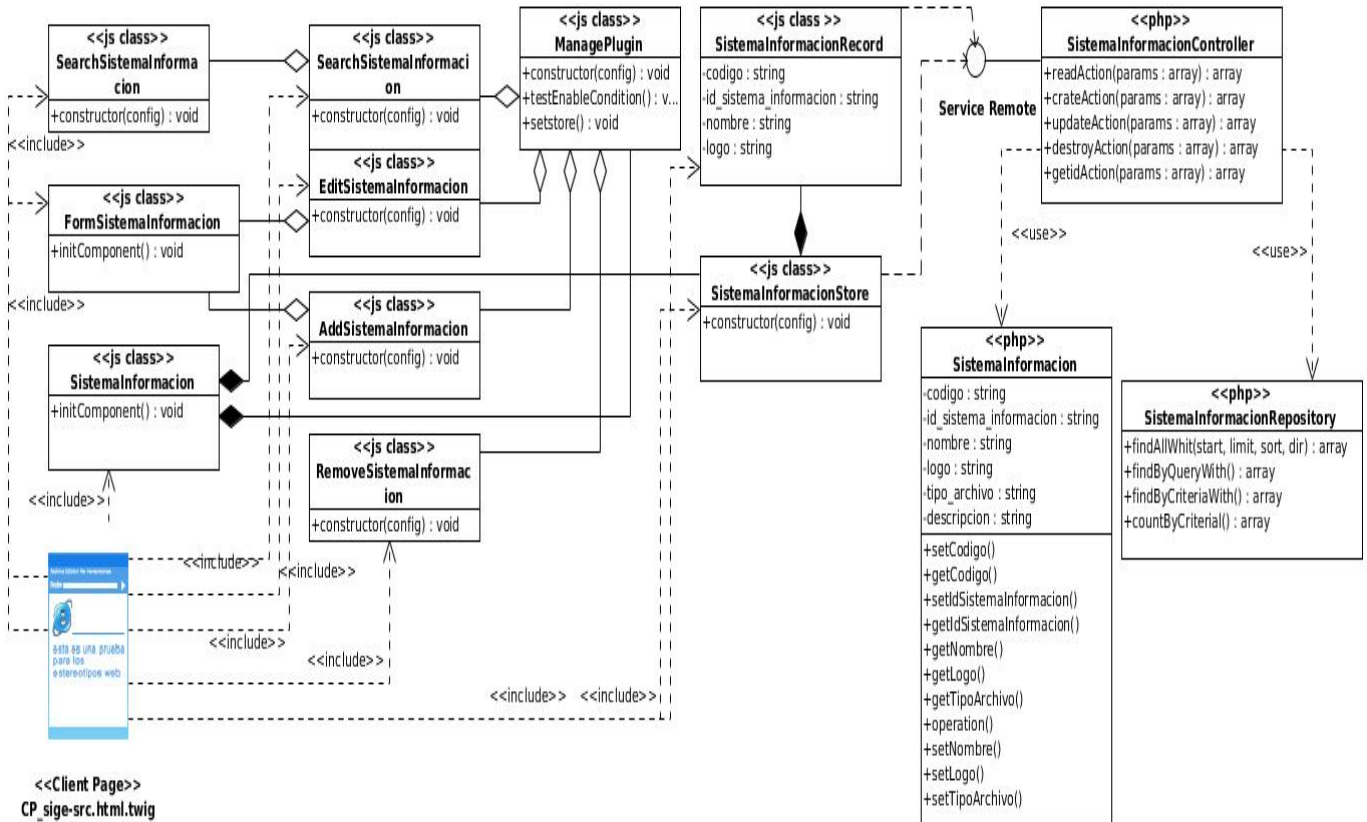 <<js class>>
SearchSistemaInforma
cion
+constructor(config) : void
<<include>>
<<js class>>
FormSistemaInformacion
+initComponent() : void
<<include>>
<<js class>>
SistemaInformacion
+initComponent() : void
<<include>>
<<js class>>
SearchSistemaInformaci
on
+constructor(config) : void
EditSistemaInformacion
+constructor(config) : void
<<js class>>
AddSistemaInformacion
+constructor(config) : void
<<js class>>
RemoveSistemaInformac
ion
+constructor(config) : void
<<js class>>
ManagePlugin
+constructor(config) : void
+testEnableCondition() : v...
+setstore() : void
<<js class >>
SistemaInformacionRecord
-codigo : string
-id_sistema_informacion : string
-nombre : string
-logo : string
<<js class>>
SistemaInformacionStore
+constructor(config) : void
Service Remote
<<php>>
SistemaInformacionController
+readAction(params : array) : array
+crateAction(params : array) : array
+updateAction(params : array) : array
+destroyAction(params : array) : array
+getidAction(params : array) : array
<<use>>
<<use>>
<<php>>
SistemaInformacion
-codigo : string
-id_sistema_informacion : string
-nombre : string
-logo : string
-tipo_archivo : string
-descripcion : string
+setCodigo()
+getCodigo()
+setIdSistemaInformacion()
+getIdSistemaInformacion()
+getNombre()
+getLogo()
+getTipoArchivo()
+operation()
+setNombre()
+setLogo()
+setTipoArchivo()
<<php>>
SistemaInformacionRepository
+findAllWhit(start, limit, sort, dir) : array
+findByQueryWith() : array
+findByCriteriaWith() : array
+countByCriterial() : array
<<include>>
<<include>>
<<include>>
<<include>>
<<include>>
<<include>>
esta es una prueba
para los
estereotipos web
<<Client Page>>
CP_sige-src.html.twig